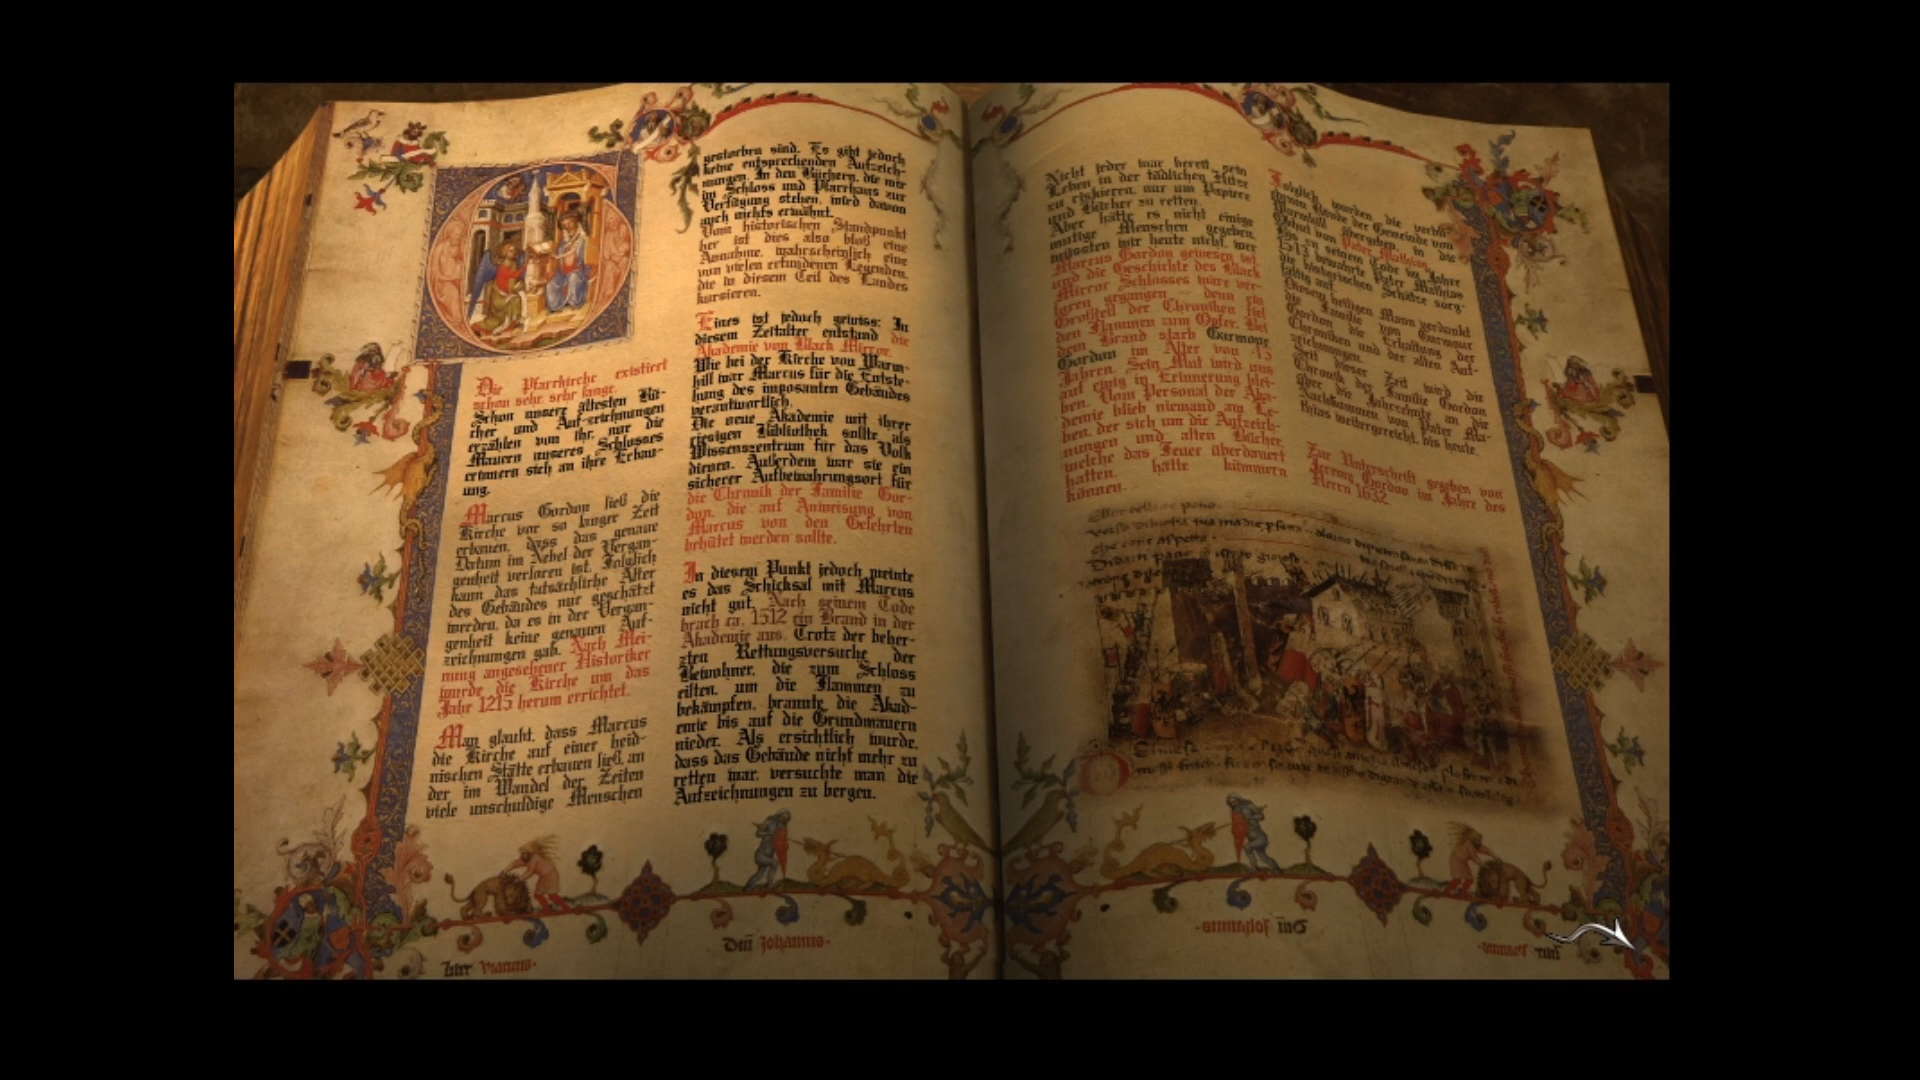 Die Pfarrkirche existiert
schon sehr, sehr lange.
Schon unsere ältesten Bü-
cher und Auf-zeichnungen
erzählen von ihr, nur die
Mauern unseres Schlosses
erinnern sich an ihre Erbau-
ung.
Marcus Gordon ließ die
Kirche vor so langer Zeit
erbauen, dass das genaue
Datum im Nebel der Vergan-
genheit verloren ist. Folglich
kann das tatsächliche Alter
des Gebäudes nur geschätzt
werden, da es in der Vergan-
genheit keine genauen Auf-
zeichnungen gab. Nach Mei-
nung angesehener Historiker
wurde die Kirche um das
Jahr 1215 herum errichtet.
Man glaubt, dass Marcus
die Kirche auf einer heid-
nischen Stätte erbauen ließ, an
der im Wandel der Zeiten
viele unschuldige Menschen
gestorben sind. Es gibt jedoch
keine entsprechenden Aufzeich-
nungen. In den Büchern, die mir
im Schloss und Pfarrhaus zur
Verfügung stehen, wird davon
auch nichts erwähnt.
Vom historischen Standpunkt
her ist dies also bloß eine
Annahme, wahrscheinlich eine
von vielen erfundenen Legenden,
die in diesem Teil des Landes
kursieren.
Eines ist jedoch gewiss: In
diesem Zeitalter entstand die
Akademie von Black Mirror.
Wie bei der Kirche von Warm-
hill war Marcus für die Entste-
hung des imposanten Gebäudes
verantwortlich.
Die neue Akademie mit ihrer
riesigen Bibliothek sollte als
Wissenszentrum für das Volk
dienen. Außerdem war sie ein
sicherer Aufbewahrungsort für
die Chronik der Familie Gor-
don, die auf Anweisung von
Marcus von den Gelehrten
behütet werden sollte.
In diesem Punkt jedoch meinte
es das Schicksal mit Marcus
nicht gut. Nach seinem Tode
brach ca. 1512 ein Brand in der
Akademie aus. Trotz der beher-
zten Rettungsversuche der
Bewohner, die zum Schloss
eilten, um die Flammen zu
bekämpfen, brannte die Akad-
emie bis auf die Grundmauern
nieder. Als ersichtlich wurde,
dass das Gebäude nicht mehr zu
retten war, versuchte man die
Aufzeichnungen zu bergen.
Nicht jeder war bereit, sein
Leben in der tödlichen Hitze
zu riskieren, nur um Papiere
und Bücher zu retten.
Aber hätte es nicht einige
mutige Menschen gegeben,
wüssten wir heute nicht, wer
Marcus Gordon gewesen ist
und die Geschichte des Black
Mirror Schlosses wäre ver-
loren gegangen - denn ein
Großteil der Chroniken fiel
den Flammen zum Opfer. Bei
dem Brand starb
Gordon im Alter von
Jahren. Sein Mut wird uns
auf ewig in Erinnerung blei-
ben. Vom Personal der Aka-
demie blieb niemand am Le-
ben, der sich um die Aufzeich-
nungen und alten Bücher,
welche das Feuer überdauert
hatten, hätte kümmern
können.
Folglich wurden die verblie-
benen Bände der Gemeinde von
Warmhill übergeben, in die
Obhut von Pater Mathias.
Bis zu seinem Tode im Jahre
1513 bewahrte Pater Mathias
die historischen Schätze sorg-
fältig auf.
Diesem heiligen Mann verdankt
die Familie von
Gordon die Erhaltung der
Chroniken und der alten Auf-
zeichnungen.
Seit dieser Zeit wird die
Chronik der Familie Gordon
über die Jahrzehnte an die
Nachkommen von Pater Ma-
thias weitergereicht, bis heute.
Zur Unterschrift gegeben von
Jeremy Gordon im Jahre des
Herrn 1632.